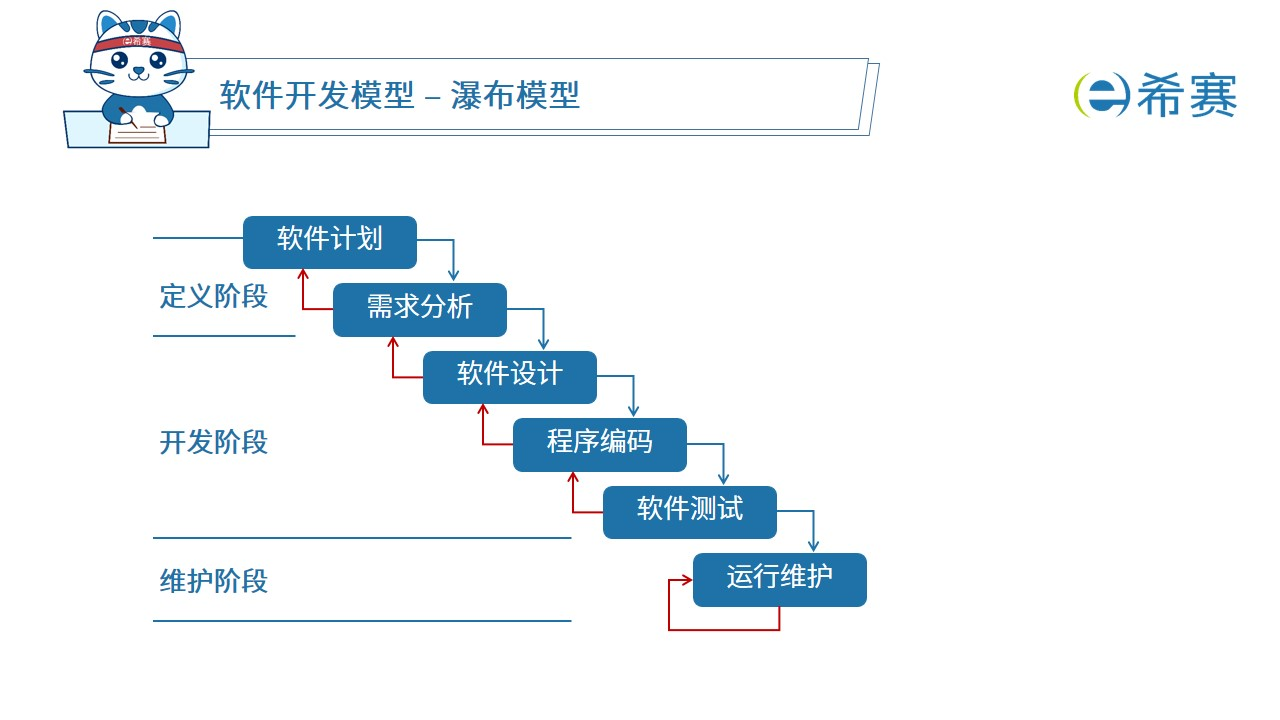 (e)希赛
软件开发模型 – 瀑布模型
(e)希赛
软件计划
定义阶段
需求分析
软件设计
开发阶段
程序编码
软件测试
维护阶段
运行维护